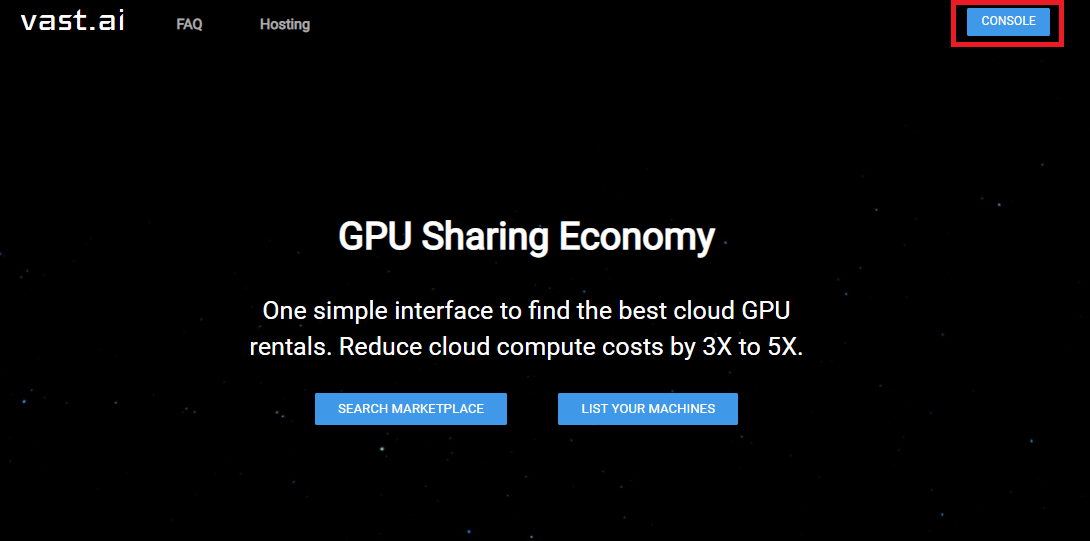 vast.ai
FAQ
Hosting
CONSOLE
GPU Sharing Economy
One simple interface to find the best cloud GPU
rentals. Reduce cloud compute costs by 3X to 5X.
SEARCH MARKETPLACE
LIST YOUR MACHINES